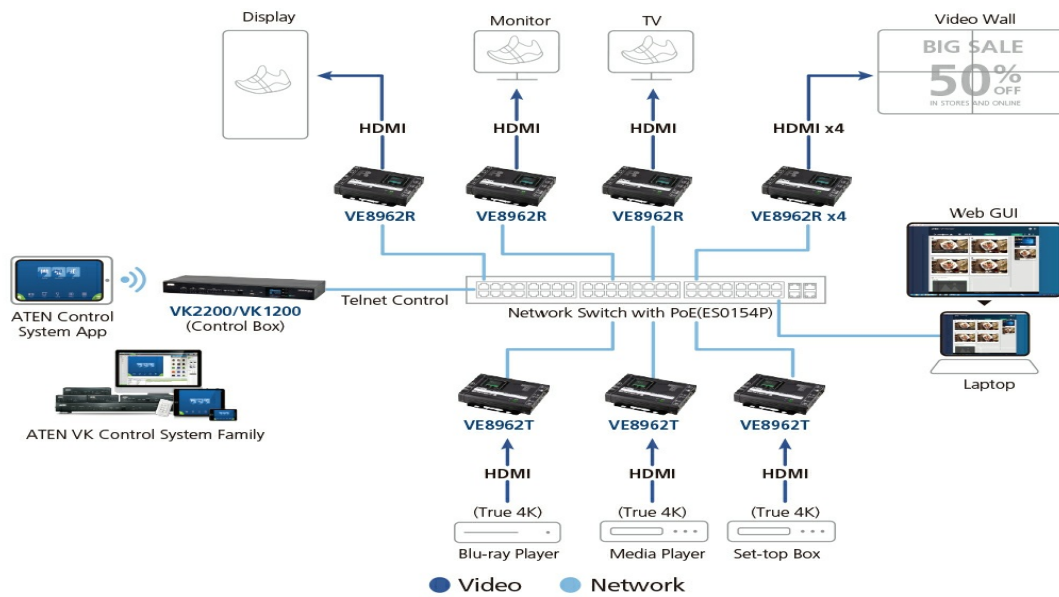 Display
Monitor
TV
Video Wall
BIG SALE
50% OFF
IN STORES AND ONLINE
HDMI
HDMI
HDMI
HDMI x4
VE8962R
VE8962R
VE8962R
VE8962R x4
Web GUI
ATEN Control
System App
VK2200/VK1200
(Control Box)
Telnet Control
Network Switch with PoE(ES0154P)
Laptop
ATEN VK Control System Family
VE8962T
VE8962T
VE8962T
HDMI
HDMI
HDMI
(True 4K)
(True 4K)
(True 4K)
Blu-ray Player
Media Player
Set-top Box
Video
Network